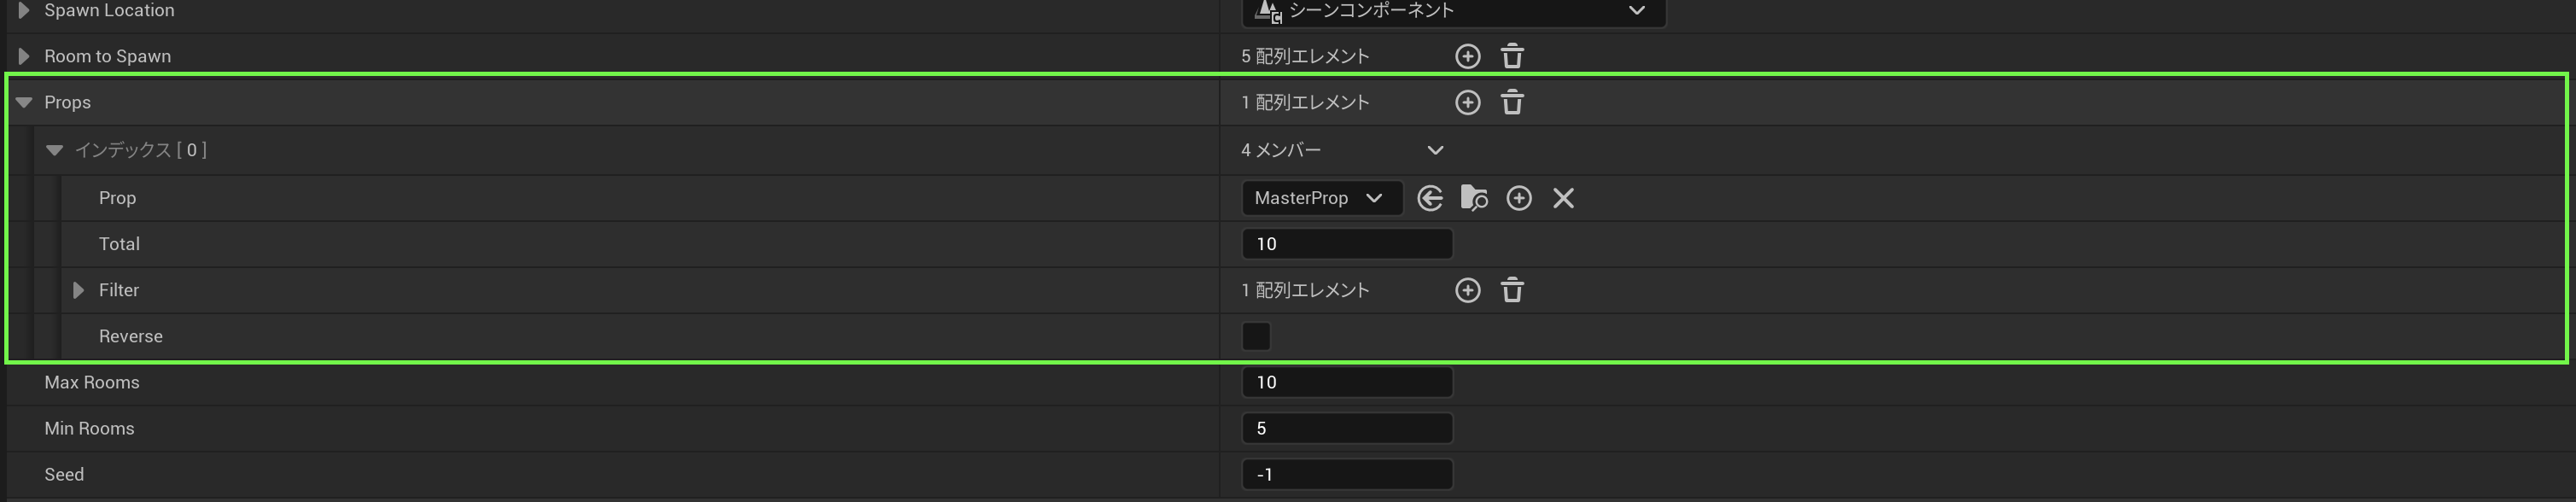 Spawn Location シーンコンポーネント
Room to Spawn 5 配列エレメント
Props 1 配列エレメント
インデックス [ 0 ] 4 メンバー
Prop MasterProp
Total 10
Filter 1 配列エレメント
Reverse
Max Rooms 10
Min Rooms 5
Seed -1